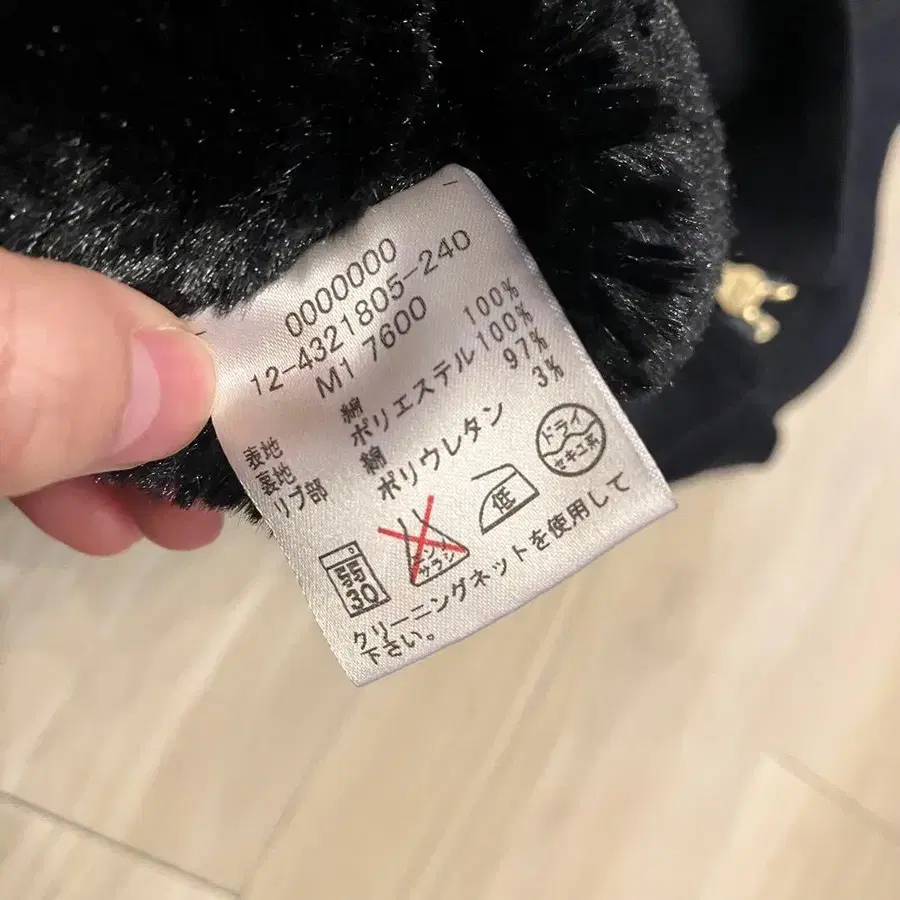 0000000
12-4321805-240
M1 7600
表地 綿 100%
裏地 ポリエステル 100%
リブ部 綿 97%
ポリウレタン 3%
弱
30
エンソ
サラシ
低
ドライ
セキユ系
クリーニングネットを使用して
下さい。